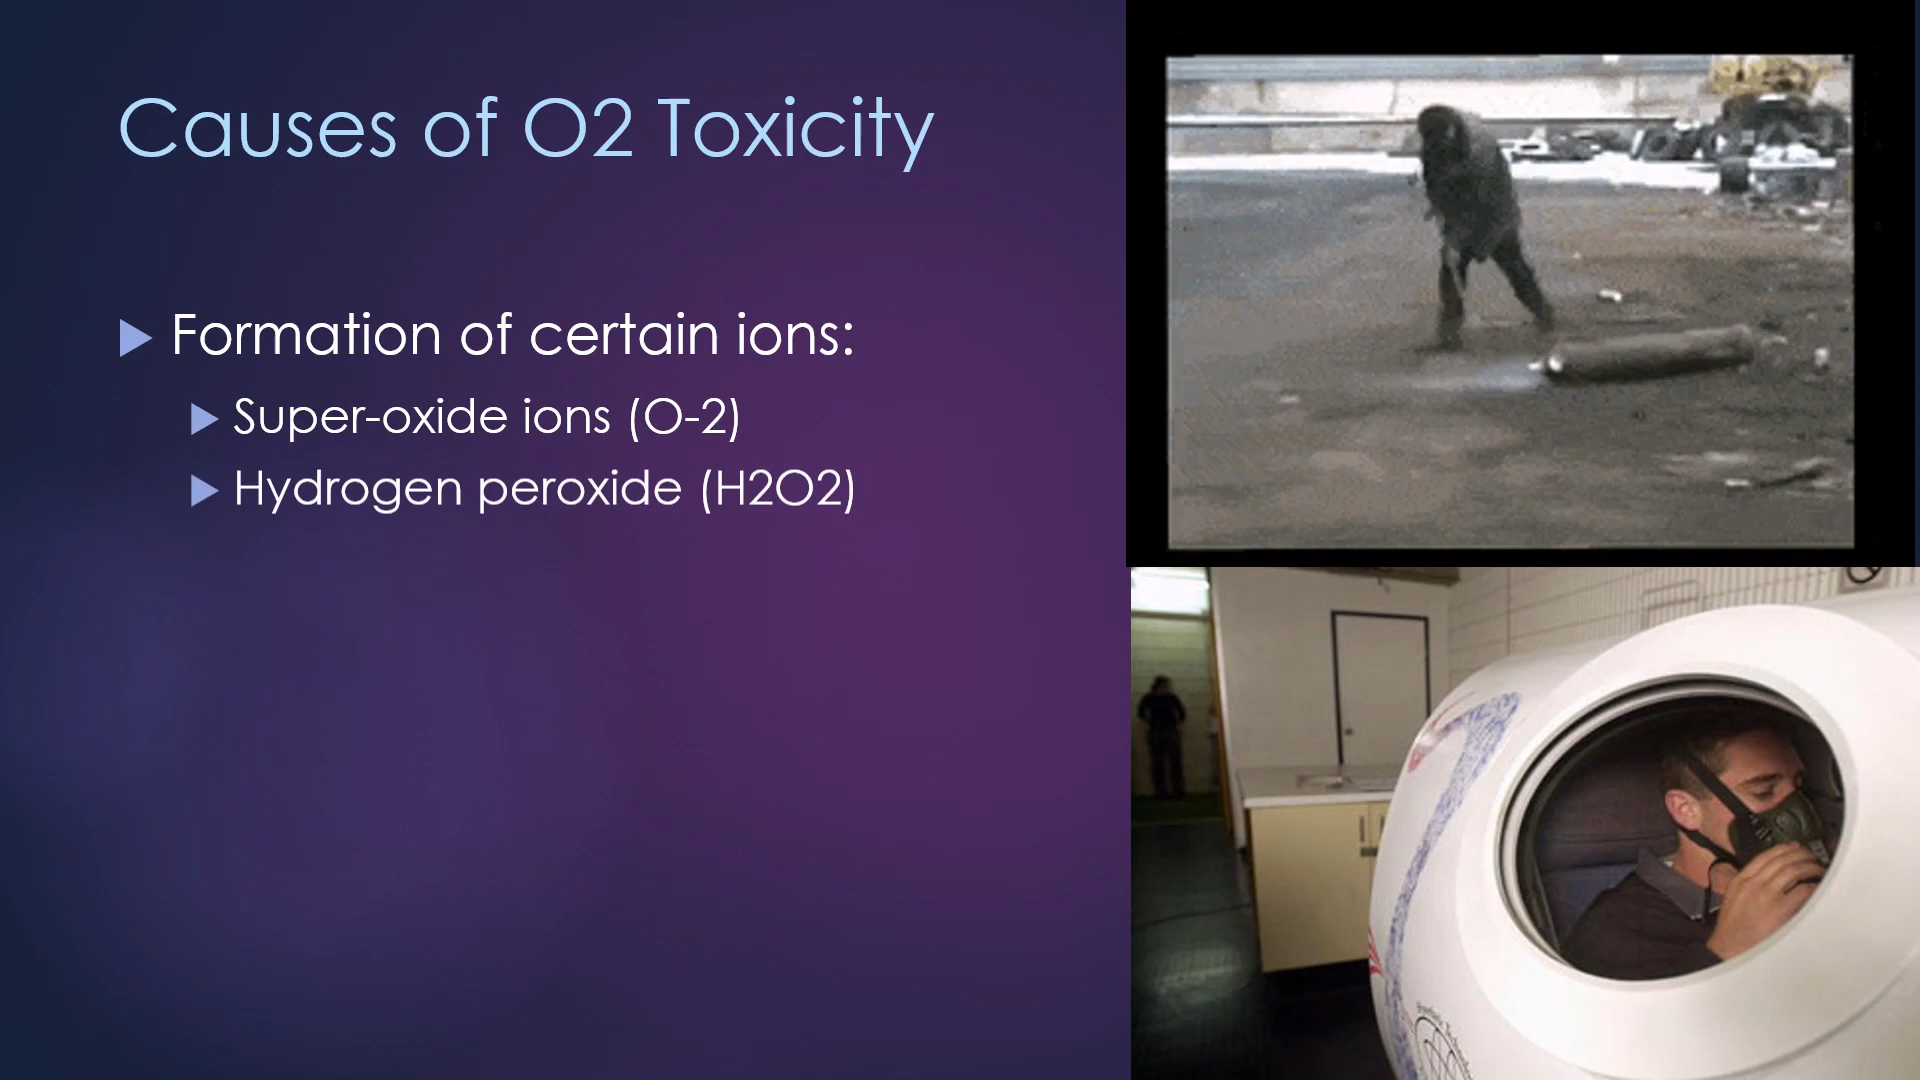 Causes of O2 Toxicity
Formation of certain ions:
Super-oxide ions (O-2)
Hydrogen peroxide (H2O2)